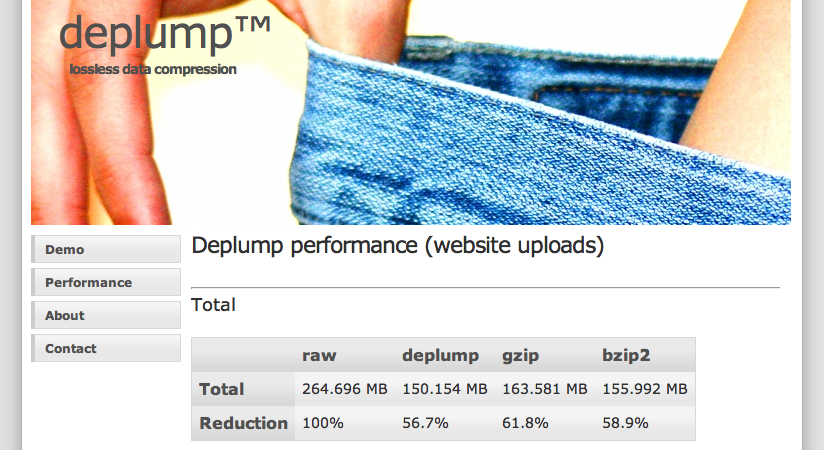 deplump™
lossless data compression
Demo
Performance
About
Contact
Deplump performance (website uploads)
Total
raw deplump gzip bzip2
Total 264.696 MB 150.154 MB 163.581 MB 155.992 MB
Reduction 100% 56.7% 61.8% 58.9%